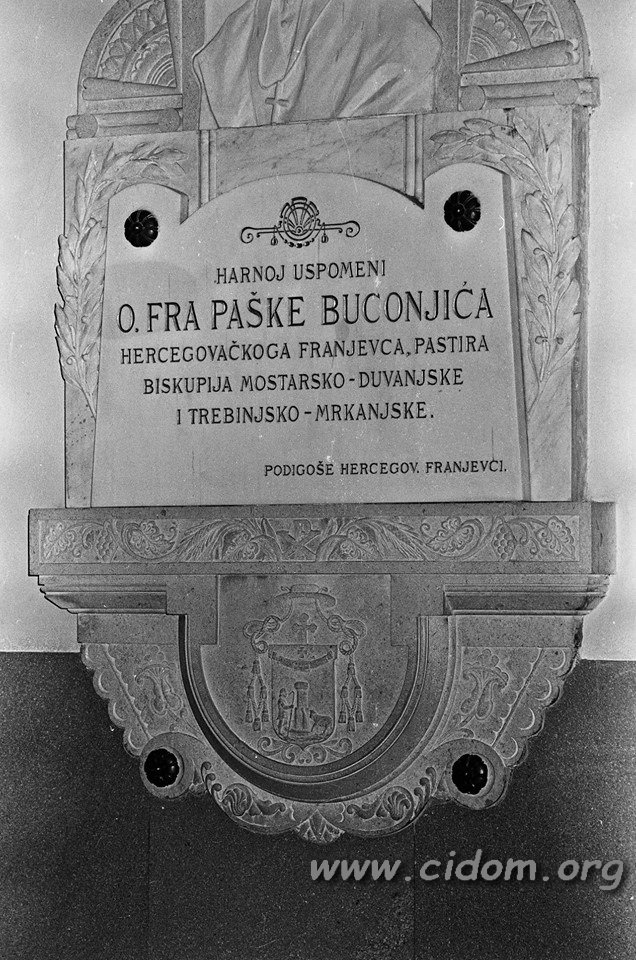 HARNOJ USPOMENI
O. FRA PAŠKE BUCONJIĆA
HERCEGOVAČKOGA FRANJEVCA, PASTIRA
BISKUPIJA MOSTARSKO-DUVANJSKE
I TREBINJSKO-MRKANJSKE.
PODIGOŠE HERCEGOV. FRANJEVCI.
www.cidom.org